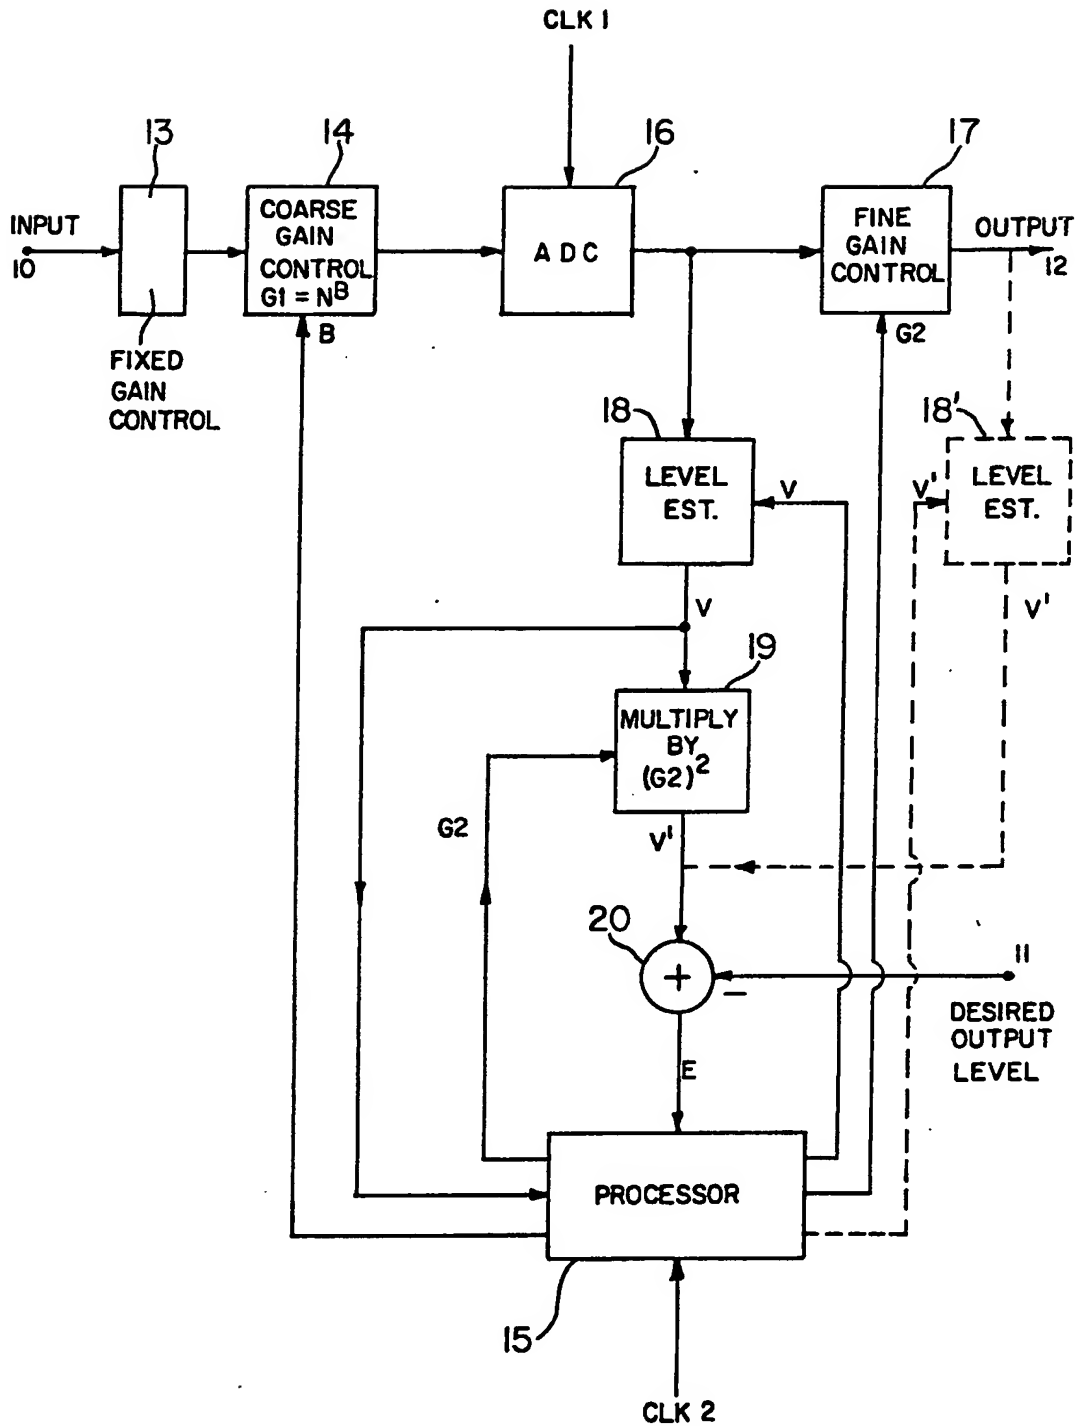 CLK 1
13
14
16
17
INPUT
10
COARSE
GAIN
CONTROL
G1 = N^B
ADC
FINE
GAIN
CONTROL
OUTPUT
12
B
G2
FIXED
GAIN
CONTROL
18
18'
LEVEL
EST.
V
V'
LEVEL
EST.
V
V'
19
MULTIPLY
BY
(G2)^2
G2
V'
20
+
−
11
DESIRED
OUTPUT
LEVEL
E
PROCESSOR
15
CLK 2